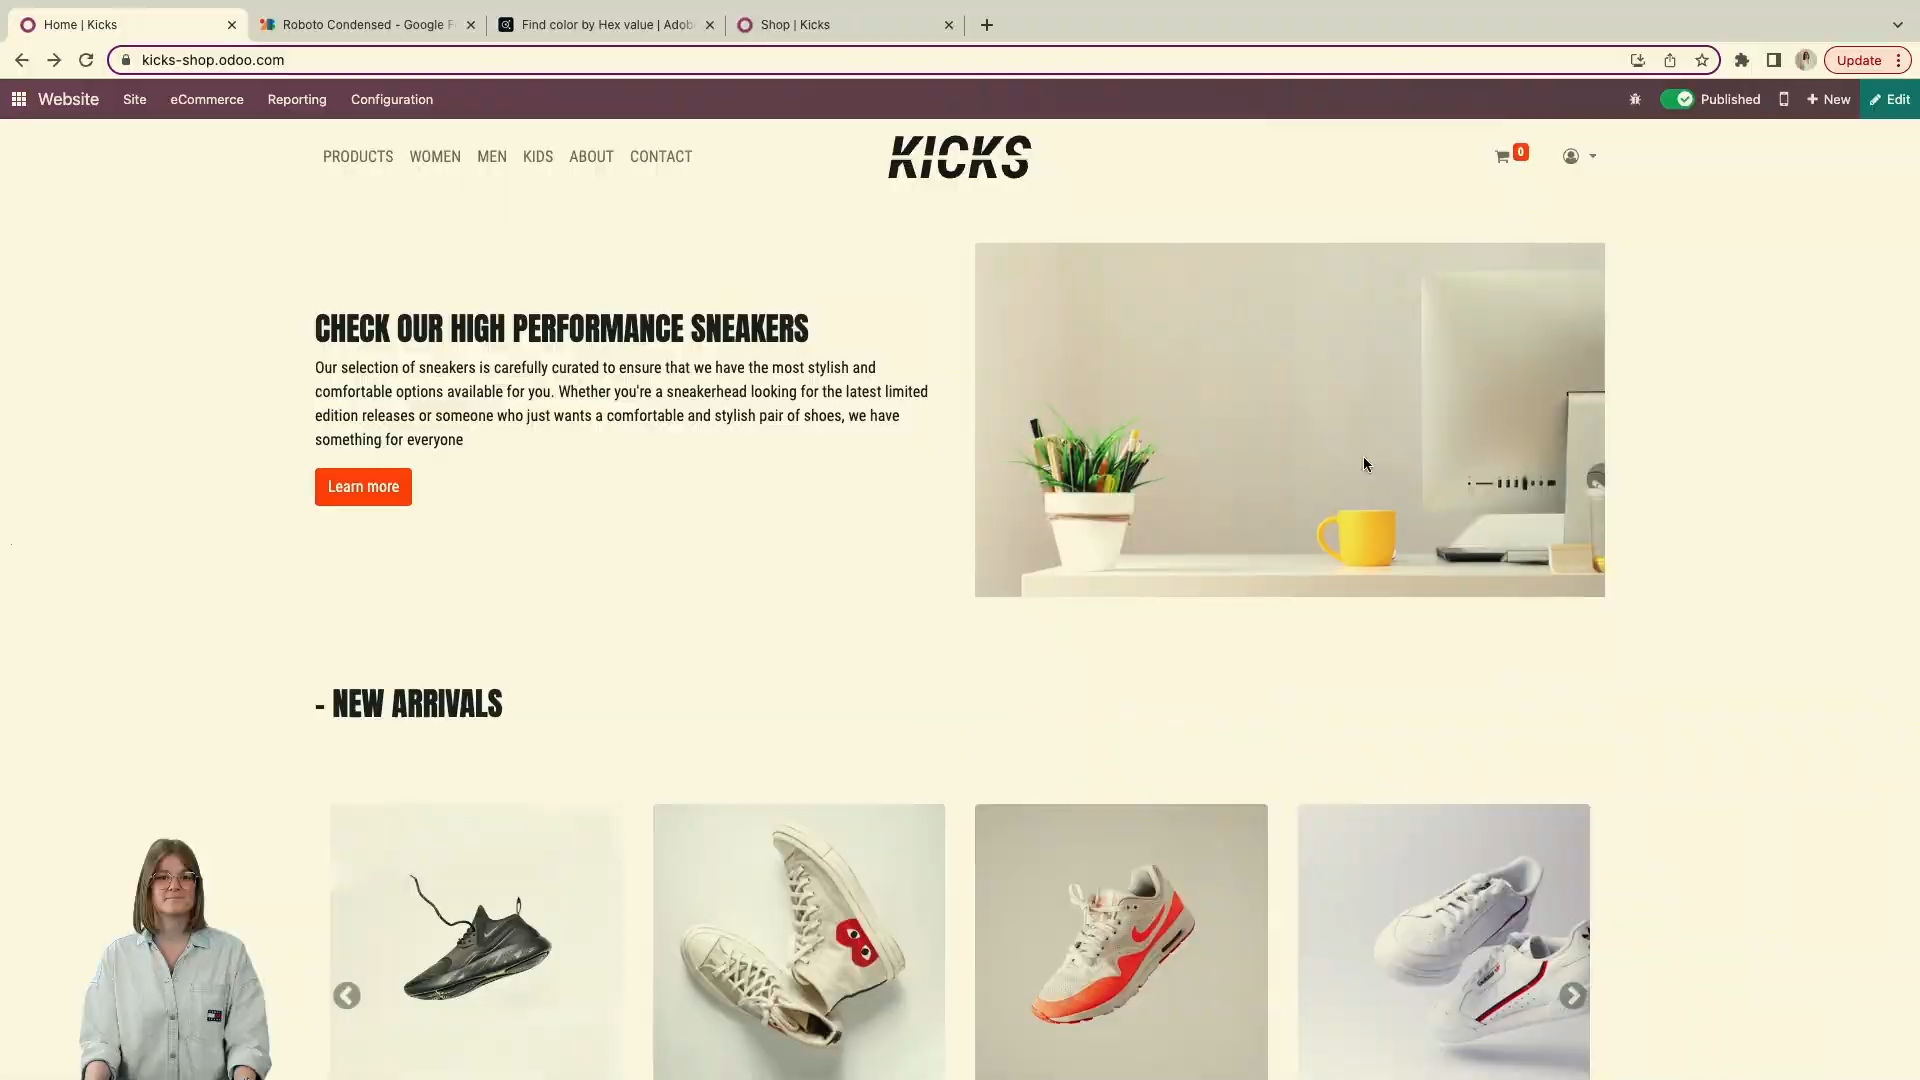 Home | Kicks
Roboto Condensed - Google F
Find color by Hex value | Adob
Shop | Kicks
kicks-shop.odoo.com
Update
Website
Site
eCommerce
Reporting
Configuration
Published
+ New
Edit
PRODUCTS
WOMEN
MEN
KIDS
ABOUT
CONTACT
KICKS
0
CHECK OUR HIGH PERFORMANCE SNEAKERS
Our selection of sneakers is carefully curated to ensure that we have the most stylish and
comfortable options available for you. Whether you're a sneakerhead looking for the latest limited
edition releases or someone who just wants a comfortable and stylish pair of shoes, we have
something for everyone
Learn more
- NEW ARRIVALS